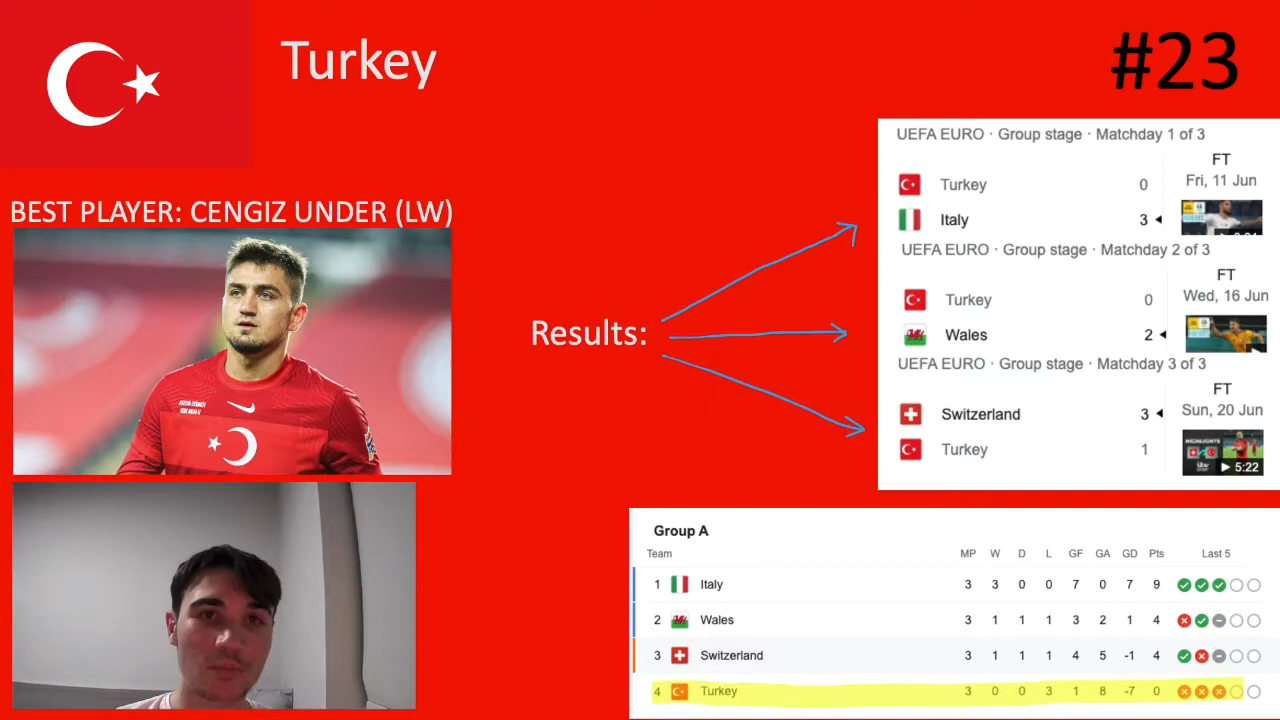 Turkey
#23
BEST PLAYER: CENGIZ UNDER (LW)
Results:
UEFA EURO · Group stage · Matchday 1 of 3
Turkey 0
Italy 3
FT
Fri, 11 Jun
UEFA EURO · Group stage · Matchday 2 of 3
Turkey 0
Wales 2
FT
Wed, 16 Jun
UEFA EURO · Group stage · Matchday 3 of 3
Switzerland 3
Turkey 1
FT
Sun, 20 Jun
HIGHLIGHTS
5:22
Group A
Team MP W D L GF GA GD Pts Last 5
1 Italy 3 3 0 0 7 0 7 9
2 Wales 3 1 1 1 3 2 1 4
3 Switzerland 3 1 1 1 4 5 -1 4
4 Turkey 3 0 0 3 1 8 -7 0